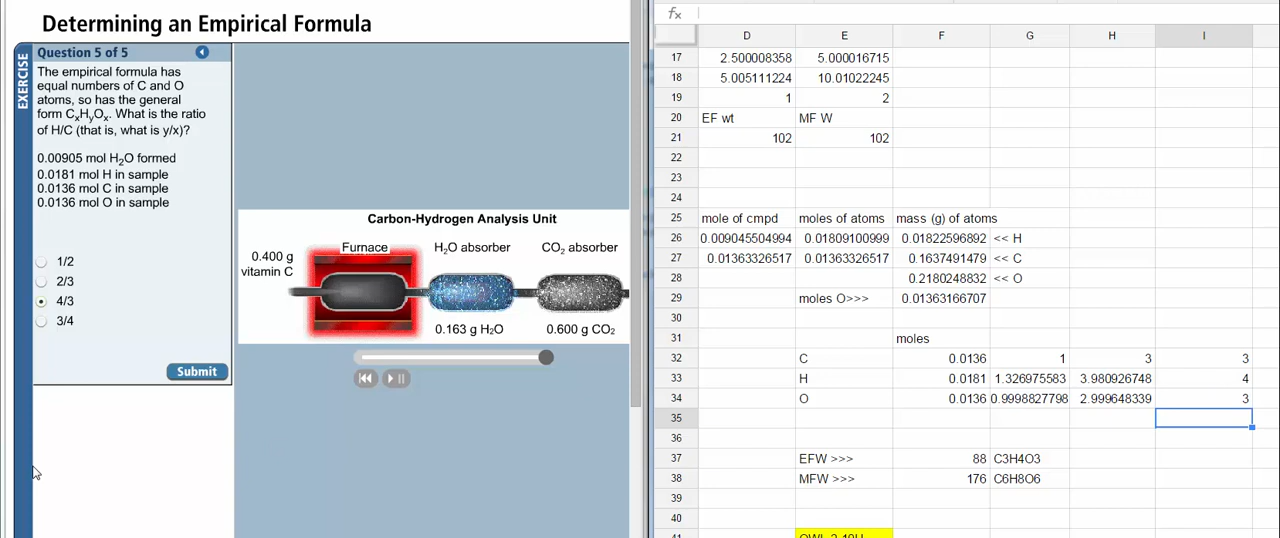 Determining an Empirical Formula
EXERCISE
Question 5 of 5
The empirical formula has
equal numbers of C and O
atoms, so has the general
form CxHyOx. What is the ratio
of H/C (that is, what is y/x)?
0.00905 mol H2O formed
0.0181 mol H in sample
0.0136 mol C in sample
0.0136 mol O in sample
1/2
2/3
4/3
3/4
Submit
Carbon-Hydrogen Analysis Unit
Furnace H2O absorber CO2 absorber
0.400 g
vitamin C
0.163 g H2O 0.600 g CO2
fx
D E F G H I
17 2.500008358 5.000016715
18 5.005111224 10.01022245
19 1 2
20 EF wt MF W
21 102 102
22
23
24
25 mole of cmpd moles of atoms mass (g) of atoms
26 0.009045504994 0.01809100999 0.01822596892 << H
27 0.01363326517 0.01363326517 0.1637491479 << C
28 0.2180248832 << O
29 moles O>>> 0.01363166707
30
31 moles
32 C 0.0136 1 3 3
33 H 0.0181 1.326975583 3.980926748 4
34 O 0.0136 0.9998827798 2.999648339 3
35
36
37 EFW >>> 88 C3H4O3
38 MFW >>> 176 C6H8O6
39
40
41